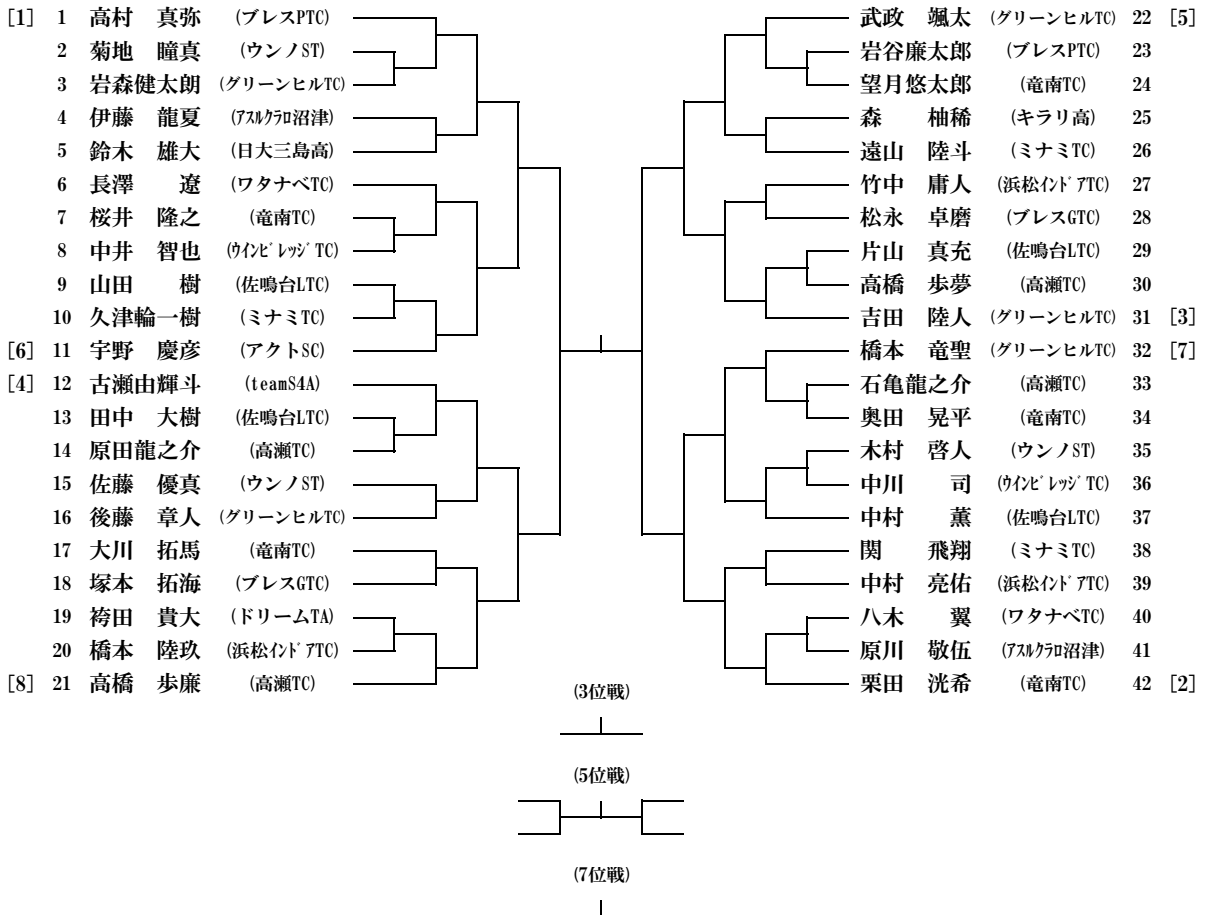 [1] 1 高村 真弥 (ブレスPTC)
2 菊地 瞳真 (ウンノST)
3 岩森健太朗 (グリーンヒルTC)
4 伊藤 龍夏 (ｱｽﾙｸﾗﾛ沼津)
5 鈴木 雄大 (日大三島高)
6 長澤 遼 (ワタナベTC)
7 桜井 隆之 (竜南TC)
8 中井 智也 (ｳｲﾝﾋﾞﾚｯｼﾞTC)
9 山田 樹 (佐鳴台LTC)
10 久津輪一樹 (ミナミTC)
[6] 11 宇野 慶彦 (アクトSC)
[4] 12 古瀬由輝斗 (teamS4A)
13 田中 大樹 (佐鳴台LTC)
14 原田龍之介 (高瀬TC)
15 佐藤 優真 (ウンノST)
16 後藤 章人 (グリーンヒルTC)
17 大川 拓馬 (竜南TC)
18 塚本 拓海 (ブレスGTC)
19 袴田 貴大 (ドリームTA)
20 橋本 陸玖 (浜松ｲﾝﾄﾞｱTC)
[8] 21 高橋 歩廉 (高瀬TC)
武政 颯太 (グリーンヒルTC) 22 [5]
岩谷廉太郎 (ブレスPTC) 23
望月悠太郎 (竜南TC) 24
森 柚稀 (キラリ高) 25
遠山 陸斗 (ミナミTC) 26
竹中 庸人 (浜松ｲﾝﾄﾞｱTC) 27
松永 卓磨 (ブレスGTC) 28
片山 真充 (佐鳴台LTC) 29
高橋 歩夢 (高瀬TC) 30
吉田 陸人 (グリーンヒルTC) 31 [3]
橋本 竜聖 (グリーンヒルTC) 32 [7]
石亀龍之介 (高瀬TC) 33
奥田 晃平 (竜南TC) 34
木村 啓人 (ウンノST) 35
中川 司 (ｳｲﾝﾋﾞﾚｯｼﾞTC) 36
中村 薫 (佐鳴台LTC) 37
関 飛翔 (ミナミTC) 38
中村 亮佑 (浜松ｲﾝﾄﾞｱTC) 39
八木 翼 (ワタナベTC) 40
原川 敬伍 (ｱｽﾙｸﾗﾛ沼津) 41
栗田 洸希 (竜南TC) 42 [2]
(3位戦)
(5位戦)
(7位戦)